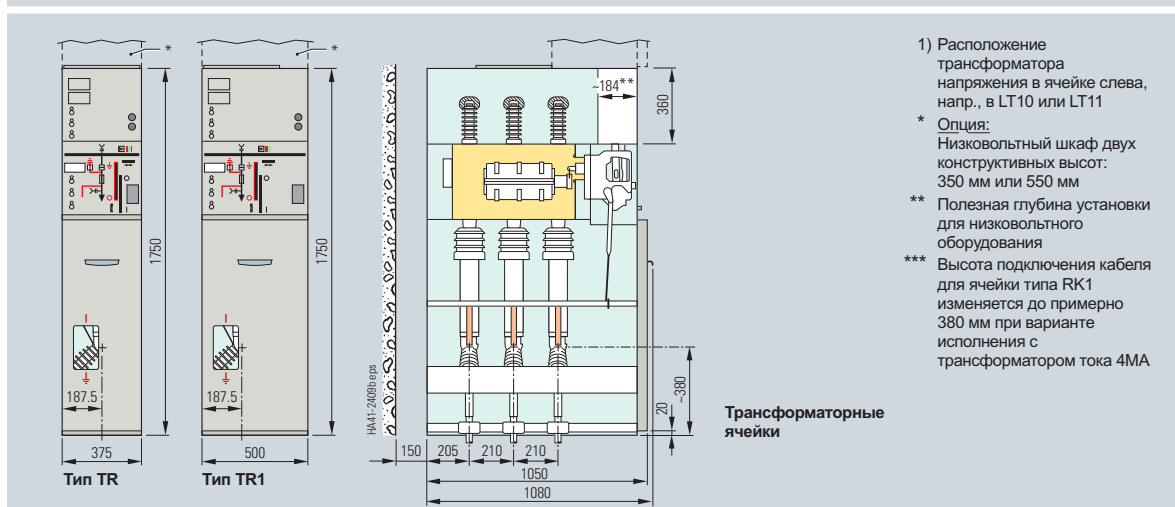 *
*
1750
1750
187.5
187.5
375
500
Тип TR
Тип TR1
~184**
360
HA41-2409b eps
~380
20
150
205
210
210
1050
1080
Трансформаторные
ячейки
1) Расположение
трансформатора
напряжения в ячейке слева,
напр., в LT10 или LT11
* Опция:
Низковольтный шкаф двух
конструктивных высот:
350 мм или 550 мм
** Полезная глубина установки
для низковольтного
оборудования
*** Высота подключения кабеля
для ячейки типа RK1
изменяется до примерно
380 мм при варианте
исполнения с
трансформатором тока 4МА